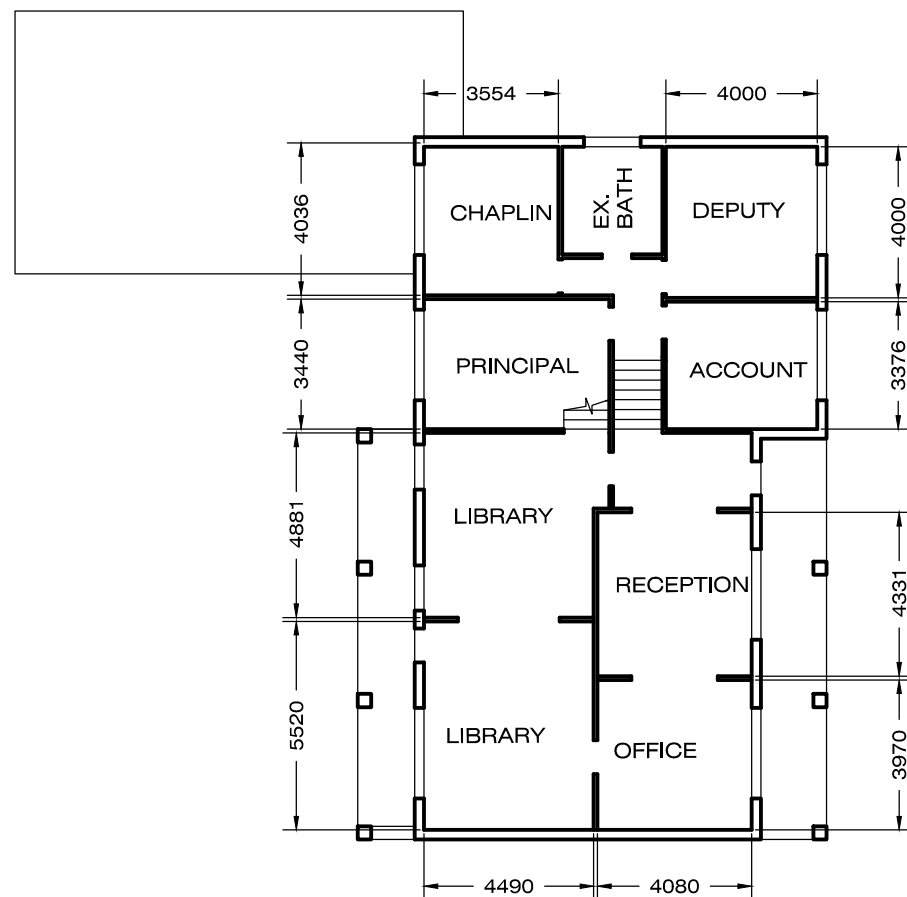 3554
4000
4036
CHAPLIN
EX.
BATH
DEPUTY
4000
3440
PRINCIPAL
ACCOUNT
3376
4881
LIBRARY
RECEPTION
4331
5520
LIBRARY
OFFICE
3970
4490
4080